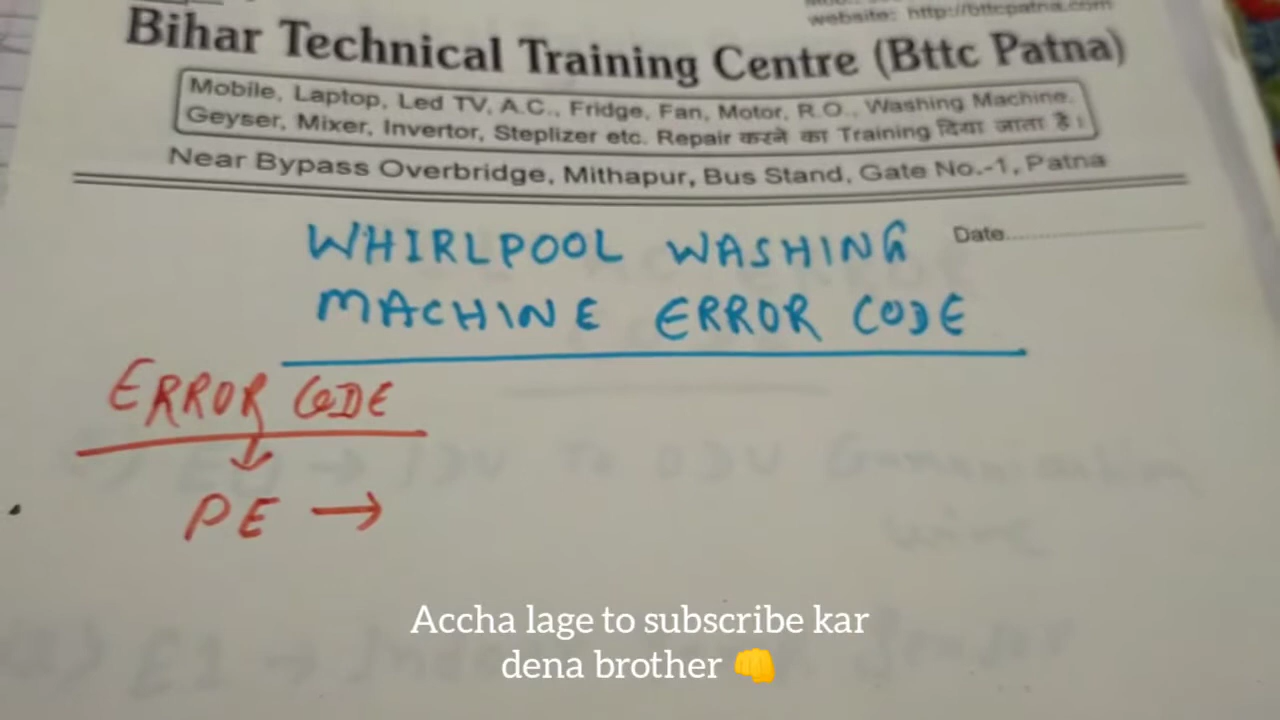 website: http://bttcpatna.com
Bihar Technical Training Centre (Bttc Patna)
Mobile, Laptop, Led TV, A.C., Fridge, Fan, Motor, R.O., Washing Machine,
Geyser, Mixer, Invertor, Steplizer etc. Repair करने का Training दिया जाता है।
Near Bypass Overbridge, Mithapur, Bus Stand, Gate No.-1, Patna
Date
WHIRLPOOL WASHING
MACHINE ERROR CODE
ERROR CODE
↓
PE →
Accha lage to subscribe kar
dena brother 👊